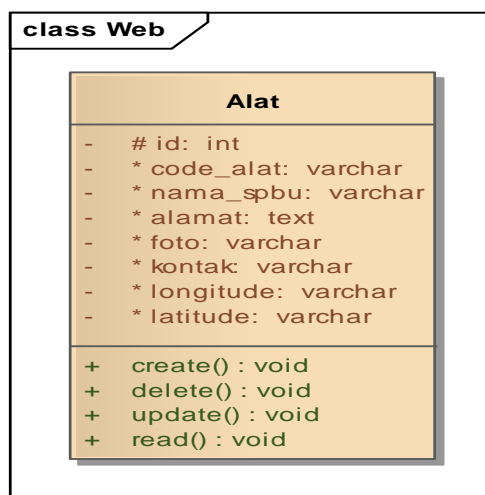 class Web
Alat
- # id: int
- * code_alat: varchar
- * nama_spbu: varchar
- * alamat: text
- * foto: varchar
- * kontak: varchar
- * longitude: varchar
- * latitude: varchar
+ create() : void
+ delete() : void
+ update() : void
+ read() : void